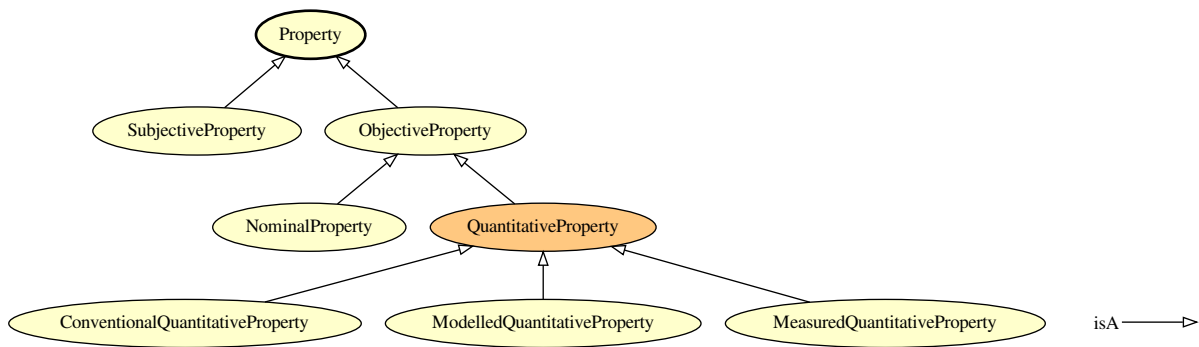 Property
SubjectiveProperty
ObjectiveProperty
NominalProperty
QuantitativeProperty
ConventionalQuantitativeProperty
ModelledQuantitativeProperty
MeasuredQuantitativeProperty
isA